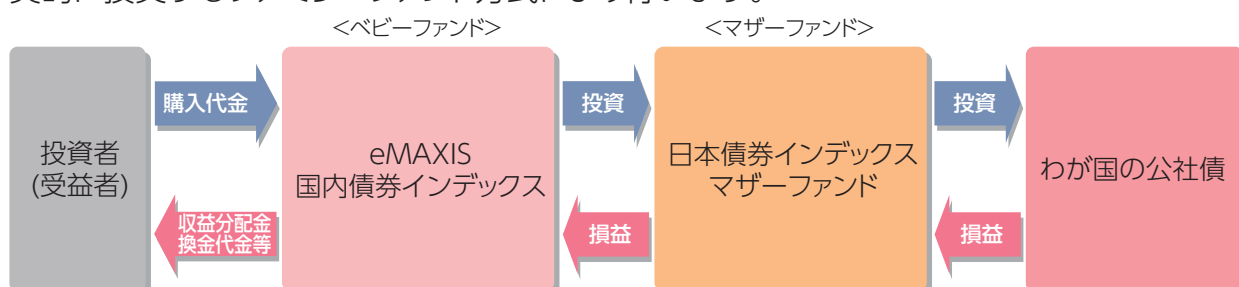 <ベビーファンド>
<マザーファンド>
購入代金
投資
投資
投資者
(受益者)
eMAXIS
国内債券インデックス
日本債券インデックス
マザーファンド
わが国の公社債
収益分配金
換金代金等
損益
損益